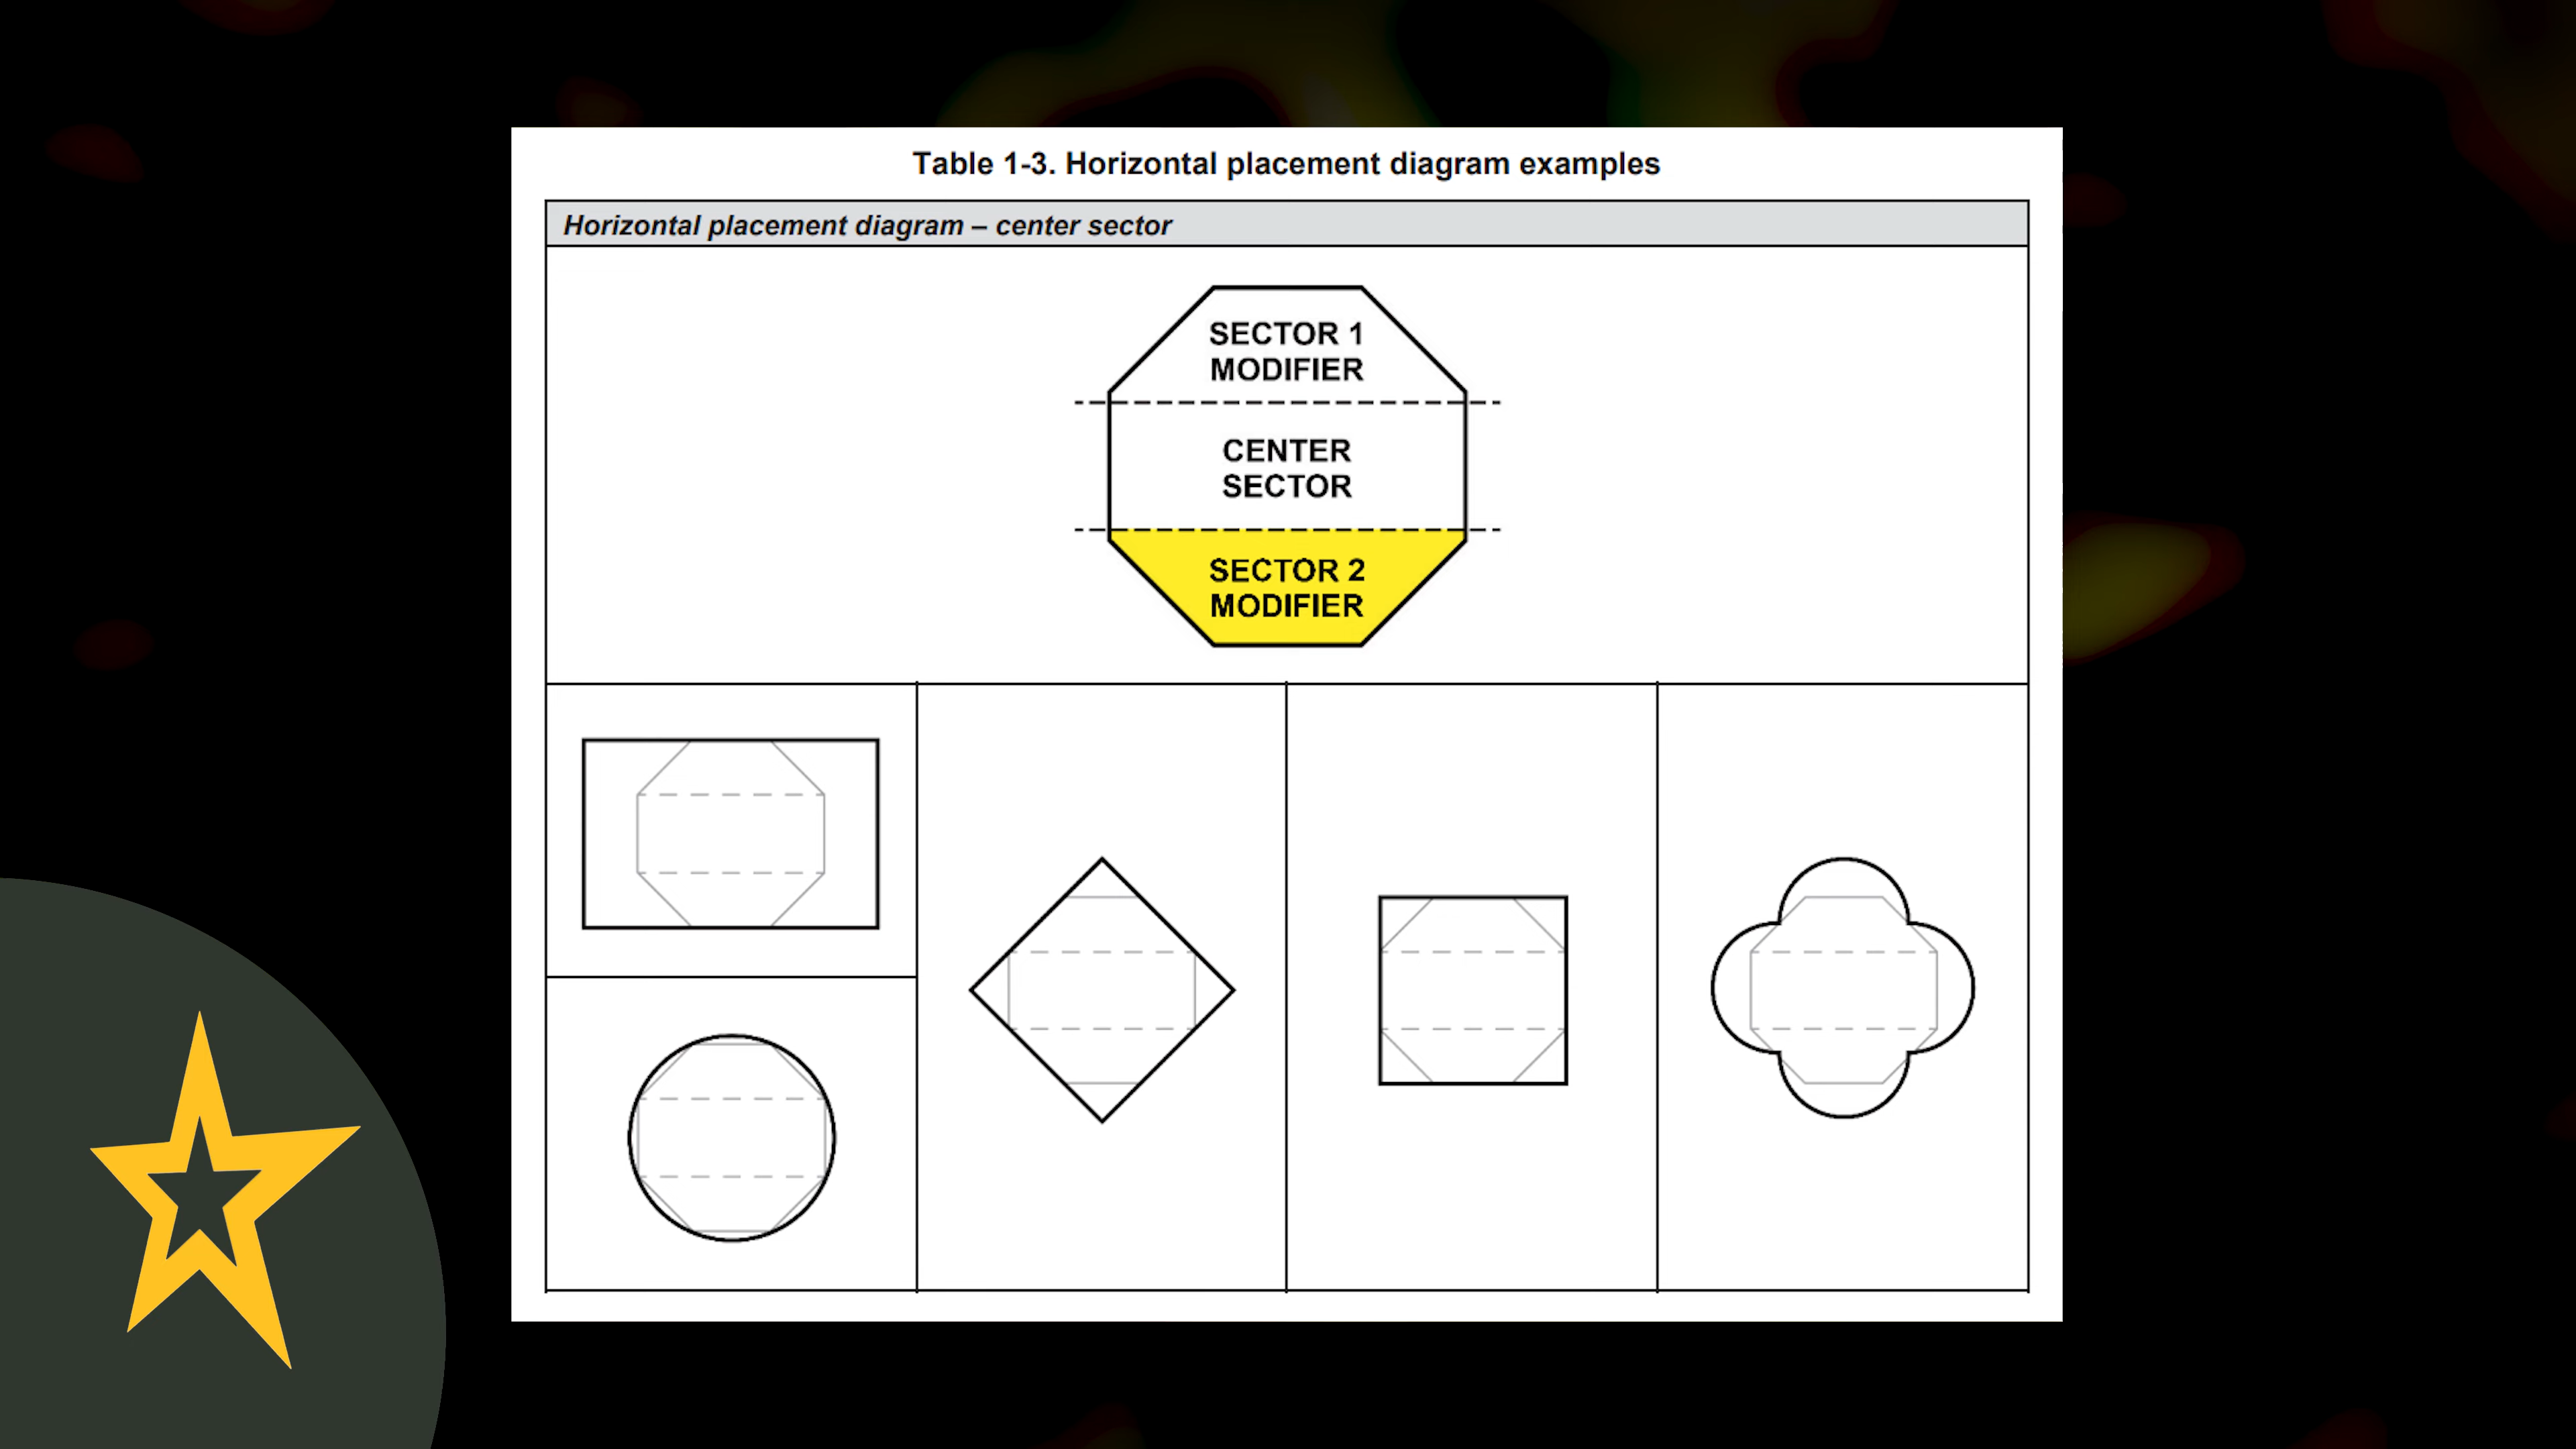 Table 1-3. Horizontal placement diagram examples
Horizontal placement diagram – center sector
SECTOR 1
MODIFIER
CENTER
SECTOR
SECTOR 2
MODIFIER